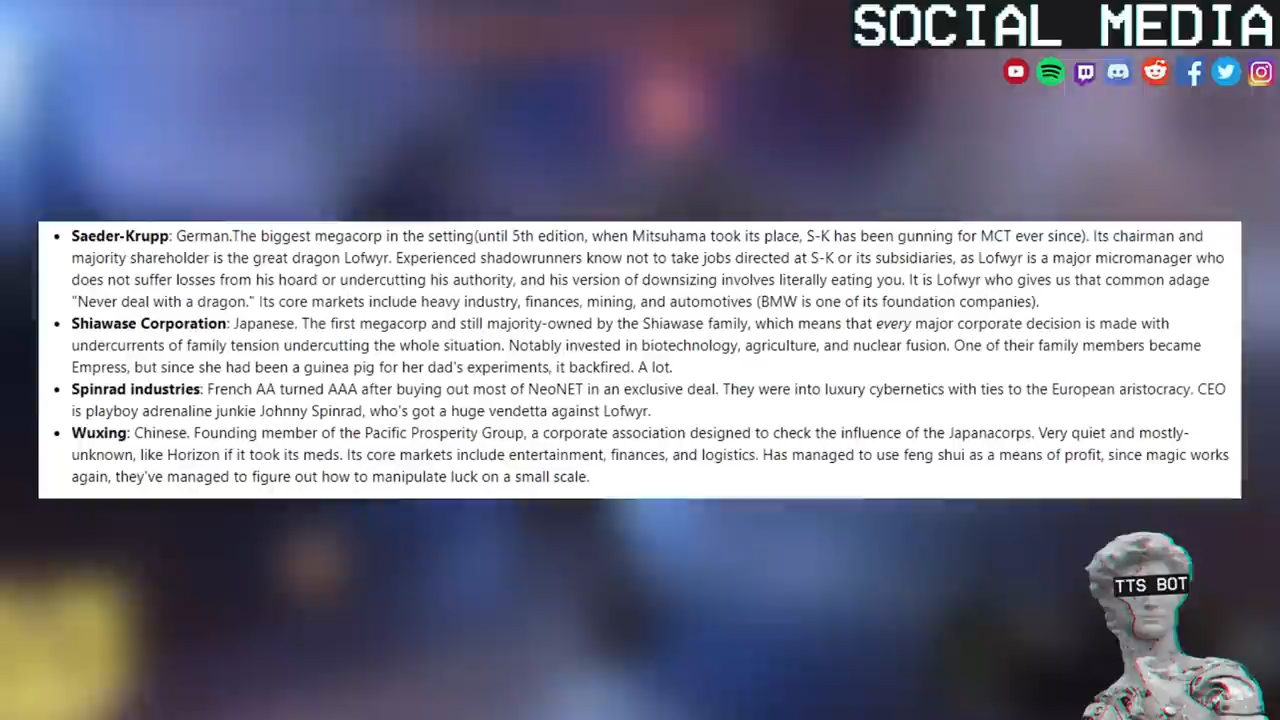 SOCIAL MEDIA
• Saeder-Krupp: German.The biggest megacorp in the setting(until 5th edition, when Mitsuhama took its place, S-K has been gunning for MCT ever since). Its chairman and
majority shareholder is the great dragon Lofwyr. Experienced shadowrunners know not to take jobs directed at S-K or its subsidiaries, as Lofwyr is a major micromanager who
does not suffer losses from his hoard or undercutting his authority, and his version of downsizing involves literally eating you. It is Lofwyr who gives us that common adage
"Never deal with a dragon." Its core markets include heavy industry, finances, mining, and automotives (BMW is one of its foundation companies).
• Shiawase Corporation: Japanese. The first megacorp and still majority-owned by the Shiawase family, which means that every major corporate decision is made with
undercurrents of family tension undercutting the whole situation. Notably invested in biotechnology, agriculture, and nuclear fusion. One of their family members became
Empress, but since she had been a guinea pig for her dad's experiments, it backfired. A lot.
• Spinrad industries: French AA turned AAA after buying out most of NeoNET in an exclusive deal. They were into luxury cybernetics with ties to the European aristocracy. CEO
is playboy adrenaline junkie Johnny Spinrad, who's got a huge vendetta against Lofwyr.
• Wuxing: Chinese. Founding member of the Pacific Prosperity Group, a corporate association designed to check the influence of the Japanacorps. Very quiet and mostly-
unknown, like Horizon if it took its meds. Its core markets include entertainment, finances, and logistics. Has managed to use feng shui as a means of profit, since magic works
again, they've managed to figure out how to manipulate luck on a small scale.
TTS BOT